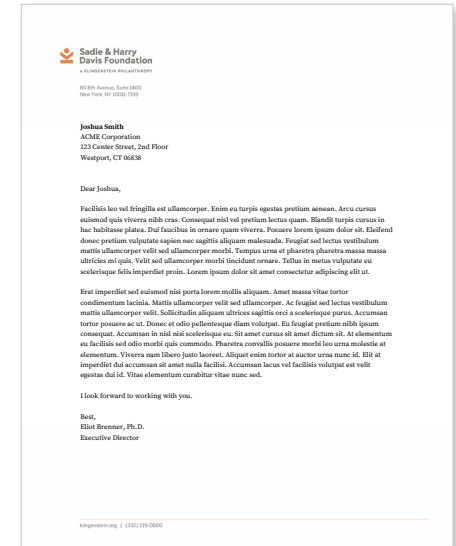 Sadie & Harry
Davis Foundation
A KLINGENSTEIN PHILANTHROPY
80 8th Avenue, Suite 1400
New York, NY 10011-7159
Joshua Smith
ACME Corporation
123 Center Street, 2nd Floor
Westport, CT 06838
Dear Joshua,
Facilisis leo vel fringilla est ullamcorper. Enim eu turpis egestas pretium aenean. Arcu cursus
euismod quis viverra nibh cras. Consequat nisl vel pretium lectus quam. Blandit turpis cursus in
hac habitasse platea. Dui faucibus in ornare quam viverra. Posuere lorem ipsum dolor sit. Eleifend
donec pretium vulputate sapien nec sagittis aliquam malesuada. Feugiat sed lectus vestibulum
mattis ullamcorper velit sed ullamcorper morbi. Tempus urna et pharetra pharetra massa massa
ultricies mi quis. Velit sed ullamcorper morbi tincidunt ornare. Tellus in metus vulputate eu
scelerisque felis imperdiet proin. Lorem ipsum dolor sit amet consectetur adipiscing elit ut.
Erat imperdiet sed euismod nisi porta lorem mollis aliquam. Amet massa vitae tortor
condimentum lacinia. Mattis ullamcorper velit sed ullamcorper. Ac feugiat sed lectus vestibulum
mattis ullamcorper velit. Sollicitudin aliquam ultrices sagittis orci a scelerisque purus. Accumsan
tortor posuere ac ut. Donec et odio pellentesque diam volutpat. Eu feugiat pretium nibh ipsum
consequat. Accumsan in nisl nisi scelerisque eu. Sit amet cursus sit amet dictum sit. At elementum
eu facilisis sed odio morbi quis commodo. Pharetra convallis posuere morbi leo urna molestie at
elementum. Viverra nam libero justo laoreet. Aliquet enim tortor at auctor urna nunc id. Elit at
imperdiet dui accumsan sit amet nulla facilisi. Accumsan lacus vel facilisis volutpat est velit
egestas dui id. Vitae elementum curabitur vitae nunc sed.
I look forward to working with you.
Best,
Eliot Brenner, Ph.D.
Executive Director
klingenstein.org | (332) 219-0600